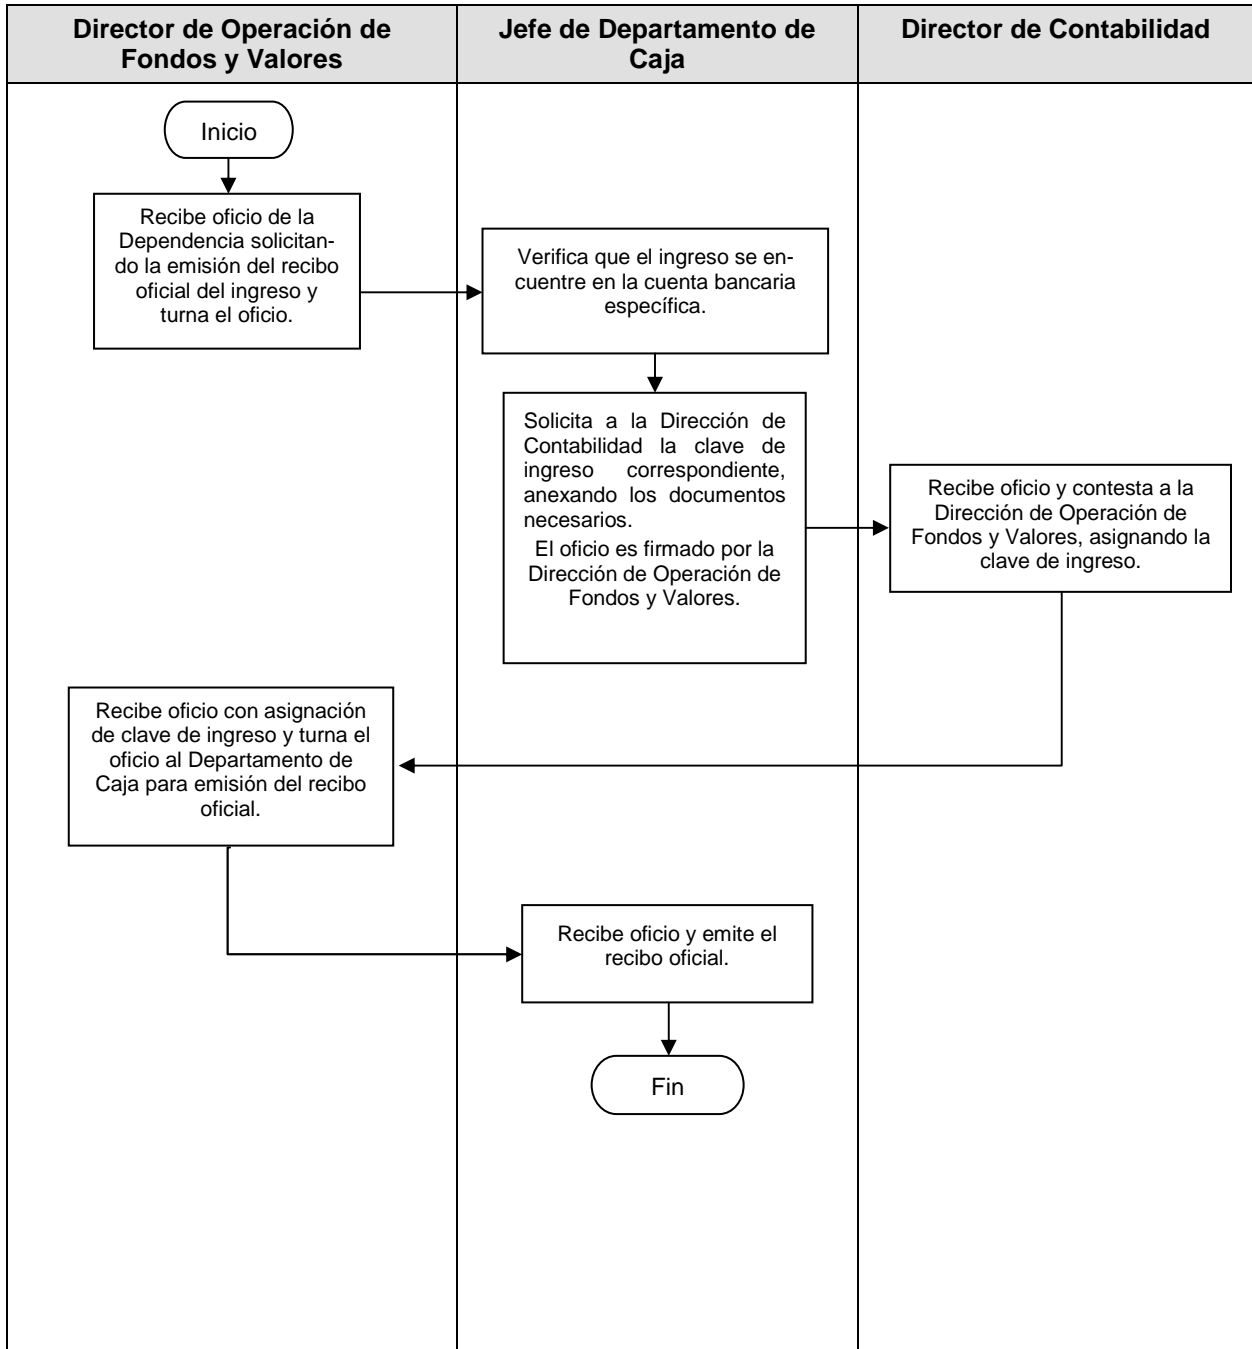 Director de Operación de
Fondos y Valores
Jefe de Departamento de
Caja
Director de Contabilidad
Inicio
Recibe oficio de la
Dependencia solicitan-
do la emisión del recibo
oficial del ingreso y
turna el oficio.
Verifica que el ingreso se en-
cuentre en la cuenta bancaria
específica.
Solicita a la Dirección de
Contabilidad la clave de
ingreso correspondiente,
anexando los documentos
necesarios.
El oficio es firmado por la
Dirección de Operación de
Fondos y Valores.
Recibe oficio y contesta a la
Dirección de Operación de
Fondos y Valores, asignando la
clave de ingreso.
Recibe oficio con asignación
de clave de ingreso y turna el
oficio al Departamento de
Caja para emisión del recibo
oficial.
Recibe oficio y emite el
recibo oficial.
Fin